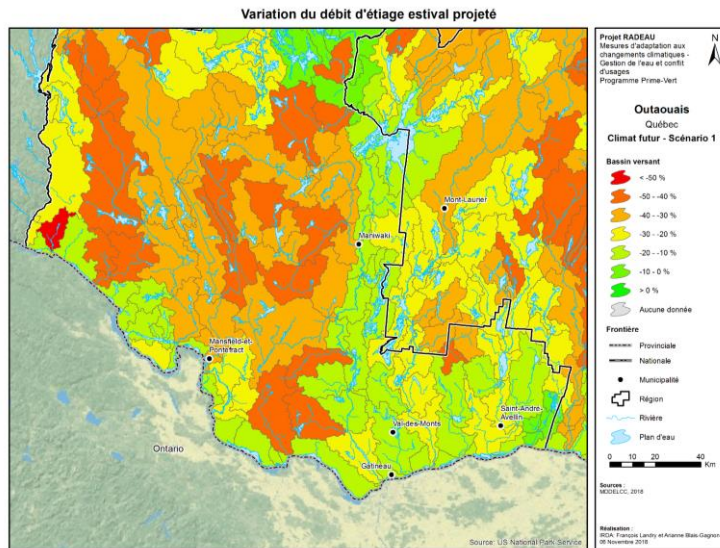 Variation du débit d'étiage estival projeté
Projet RADEAU
Mesures d'adaptation aux
changements climatiques -
Gestion de l'eau et conflit
d'usages
Programme Prime-Vert
N
Outaouais
Québec
Climat futur - Scénario 1
Bassin versant
< -50 %
-50 - -40 %
-40 - -30 %
-30 - -20 %
-20 - -10 %
-10 - 0 %
> 0 %
Aucune donnée
Frontière
Provinciale
Nationale
Municipalité
Région
Rivière
Plan d'eau
0 10 20 40
Km
Sources :
MDDELCC, 2018
Réalisation :
IRDA: François Landry et Arianne Blais-Gagnon
06 Novembre 2018
Mont-Laurier
Maniwaki
Mansfield-et-
Pontefract
Saint-André-
Avellin
Val-des-Monts
Ontario
Gatineau
Source: US National Park Service